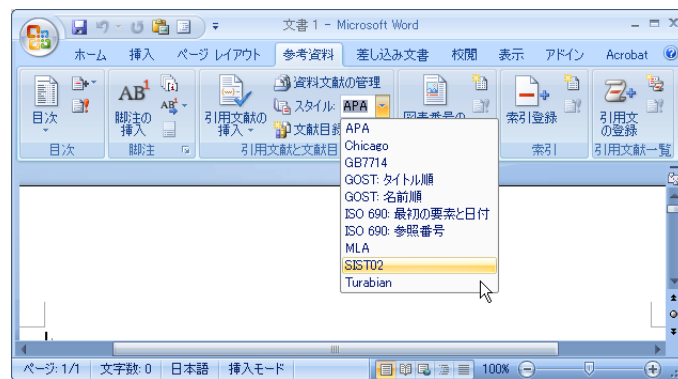 文書 1 - Microsoft Word
ホーム 挿入 ページ レイアウト 参考資料 差し込み文書 校閲 表示 アドイン Acrobat
資料文献の管理
AB1 AB1
スタイル: APA
目次 脚注の挿入 引用文献の挿入 文献目録 索引登録 引用文の登録
APA
Chicago
GB7714
GOST: タイトル順
GOST: 名前順
ISO 690: 最初の要素と日付
ISO 690: 参照番号
MLA
SIST02
Turabian
目次 脚注 引用文献と文献目 索引 引用文献一覧
ページ: 1/1 文字数: 0 日本語 挿入モード 100%